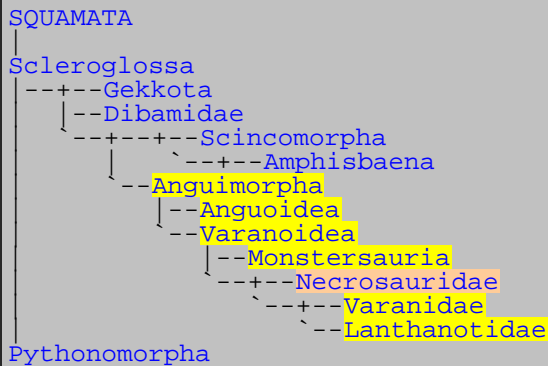 SQUAMATA
|
Scleroglossa
|--+--Gekkota
|  |--Dibamidae
|  `--+--+--Scincomorpha
|     |  `--+--Amphisbaena
|     `--Anguimorpha
|        |--Anguoidea
|        `--Varanoidea
|           |--Monstersauria
|           `--+--Necrosauridae
|              `--+--Varanidae
|                 `--Lanthanotidae
Pythonomorpha